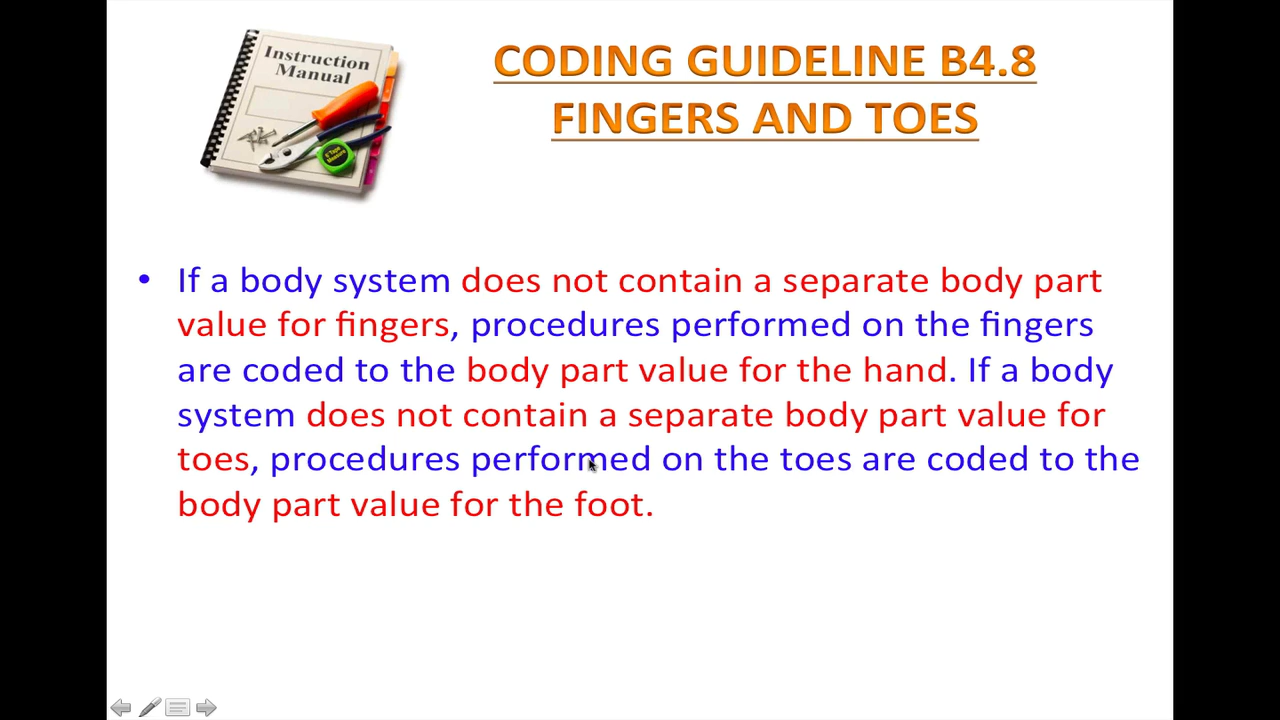 Instruction
Manual
CODING GUIDELINE B4.8
FINGERS AND TOES
• If a body system does not contain a separate body part
value for fingers, procedures performed on the fingers
are coded to the body part value for the hand. If a body
system does not contain a separate body part value for
toes, procedures performed on the toes are coded to the
body part value for the foot.